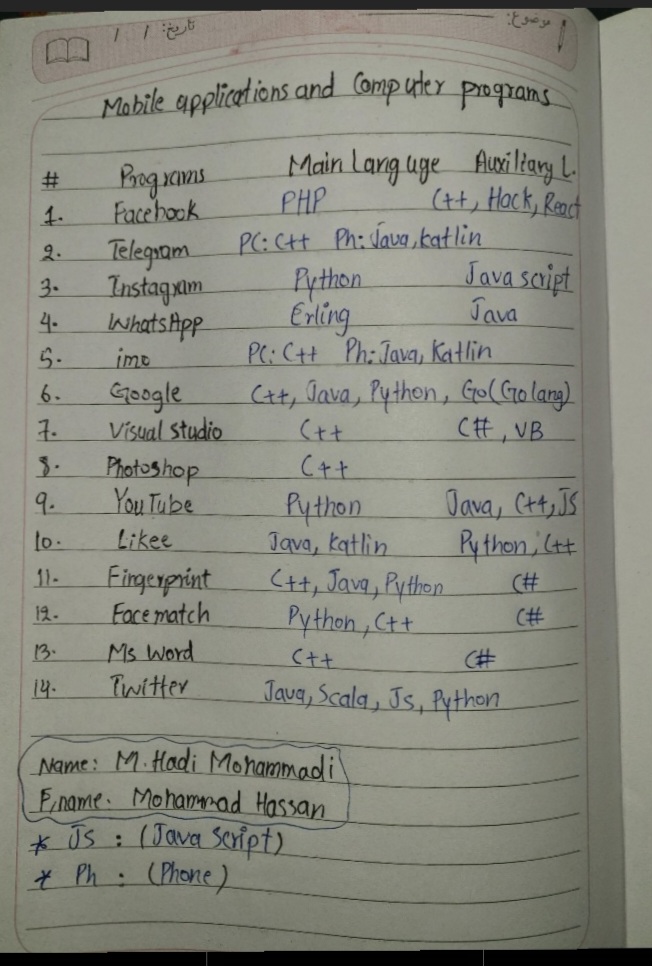 موضوع:
تاریخ: / /
Mobile applications and Computer programs
# Programs Main Languge Auxiliary L.
1. Facebook PHP C++, Hack, React
2. Telegram PC: C++ Ph: Java, Katlin
3. Instagram Python Java script
4. WhatsApp Erling Java
5. imo PC: C++ Ph: Java, Katlin
6. Google C++, Java, Python, Go(Golang)
7. Visual studio C++ C#, VB
8. Photoshop C++
9. YouTube Python Java, C++, JS
10. Likee Java, Katlin Python, C++
11. Fingerprint C++, Java, Python C#
12. Face match Python, C++ C#
13. Ms Word C++ C#
14. Twitter Java, Scala, Js, Python
Name: M. Hadi Mohammadi
F,name. Mohammad Hassan
* JS : (Java Script)
* Ph : (Phone)